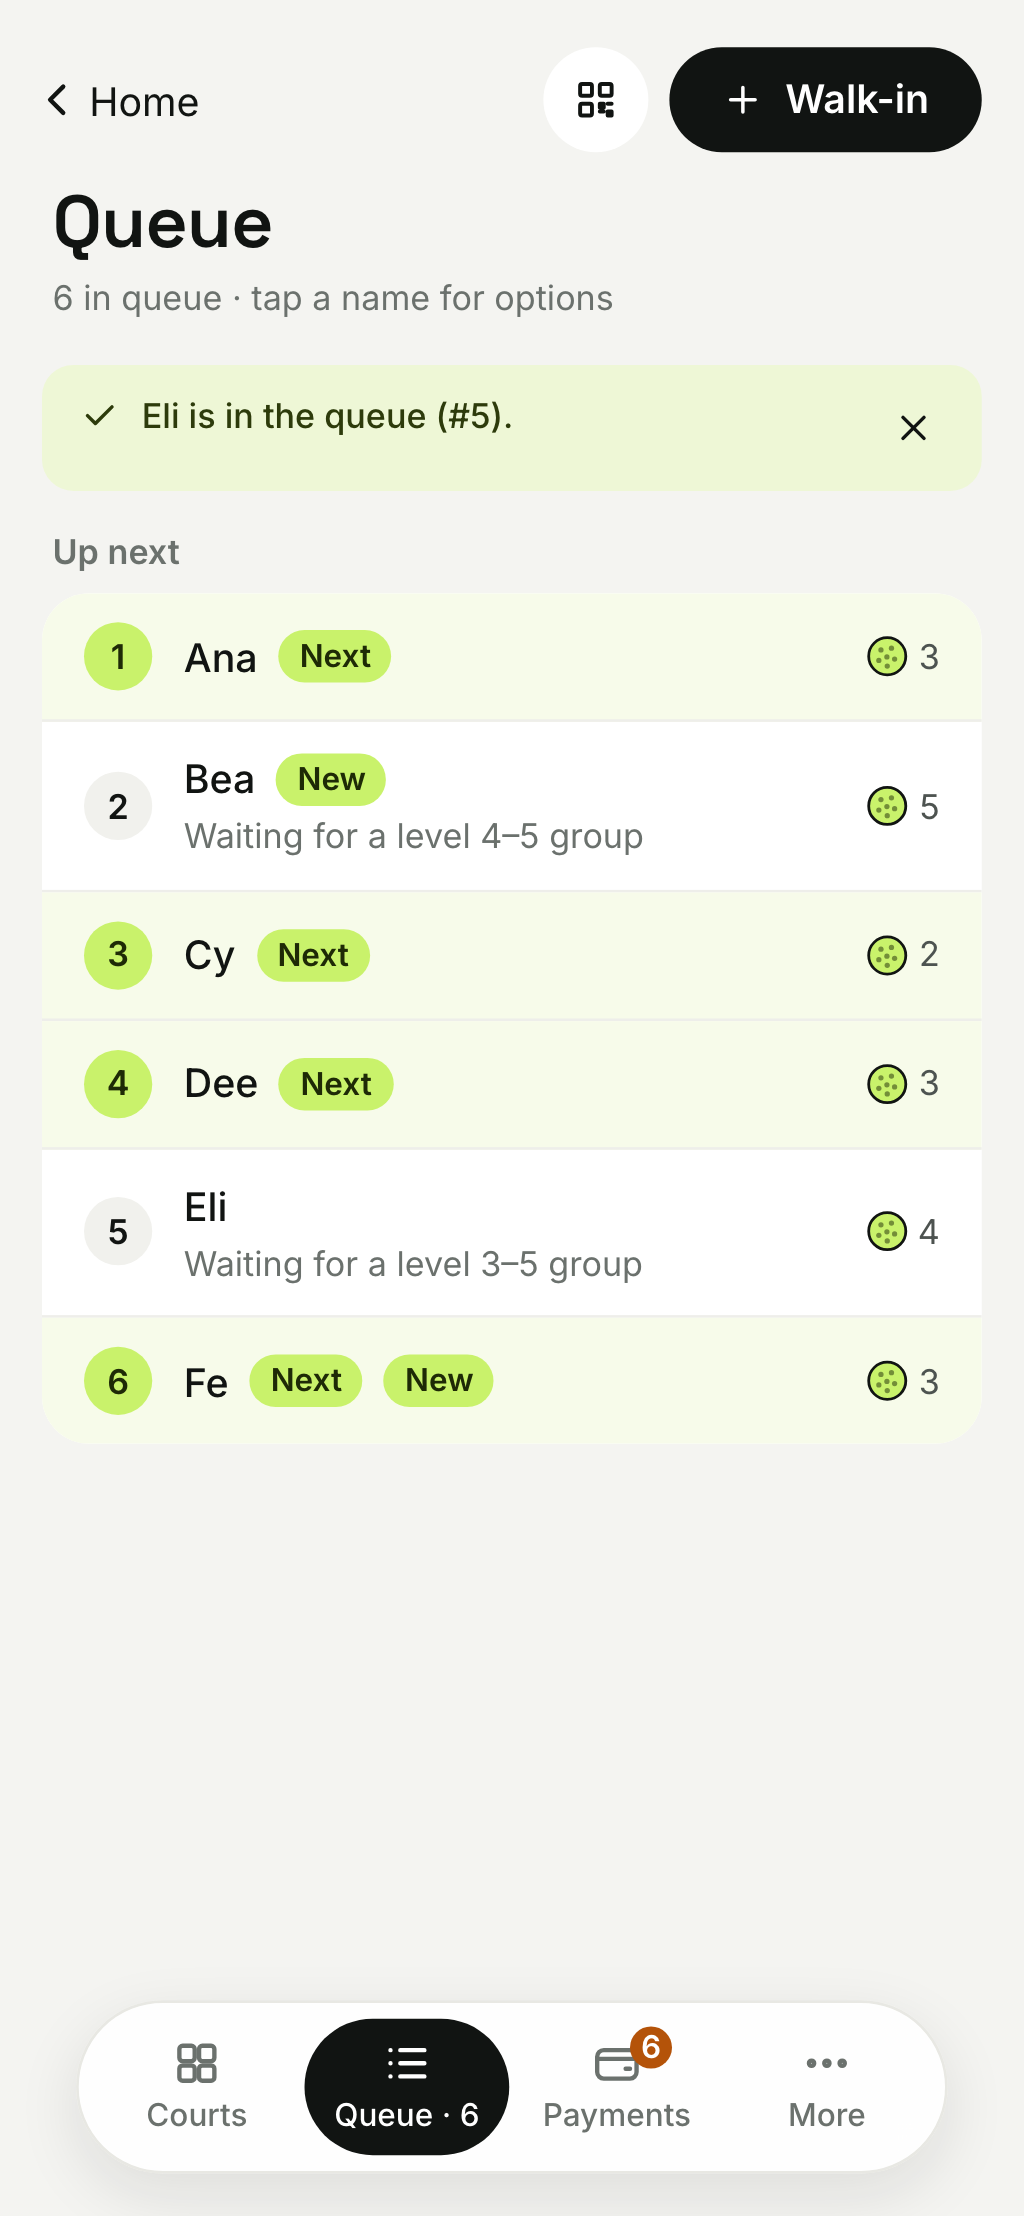 Home
Walk-in
Queue
6 in queue · tap a name for options
Eli is in the queue (#5).
Up next
1 Ana Next 3
2 Bea New 5
Waiting for a level 4–5 group
3 Cy Next 2
4 Dee Next 3
5 Eli 4
Waiting for a level 3–5 group
6 Fe Next New 3
6
Courts Queue · 6 Payments More